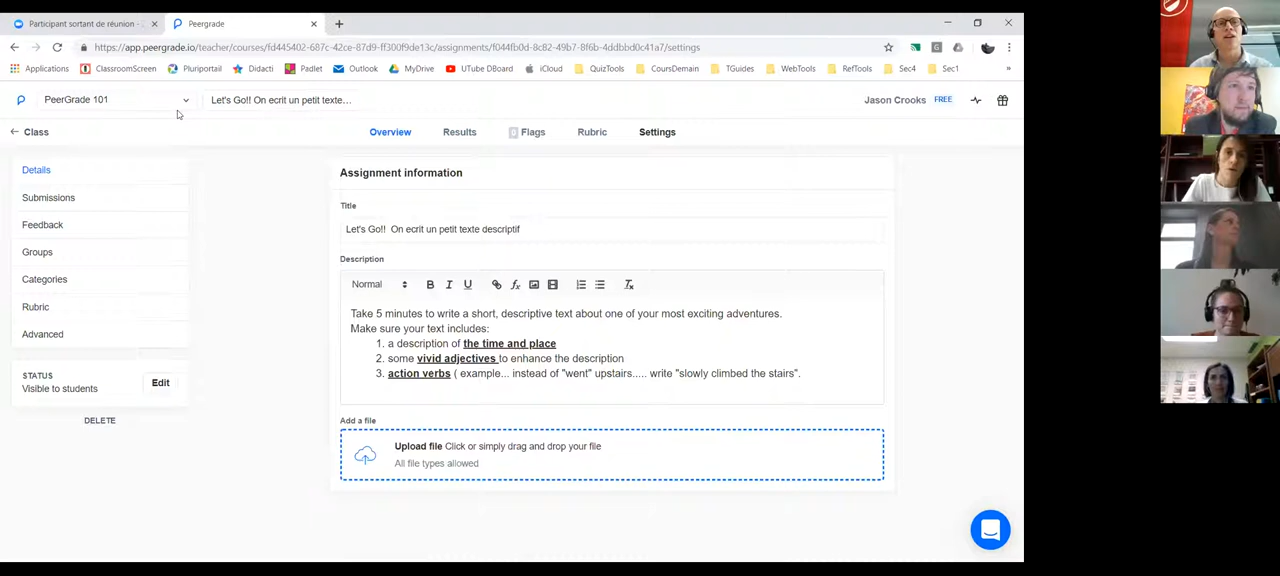 Participant sortant de réunion -
Peergrade
https://app.peergrade.io/teacher/courses/fd445402-687c-42ce-87d9-ff300f9de13c/assignments/f044fb0d-8c82-49b7-8f6b-4ddbbd0c41a7/settings
Applications ClassroomScreen Pluriportail Didacti Padlet Outlook MyDrive UTube DBoard iCloud QuizTools CoursDemain TGuides WebTools RefTools Sec4 Sec1 »
PeerGrade 101 Let's Go!! On ecrit un petit texte... Jason Crooks FREE
Class Overview Results 0 Flags Rubric Settings
Details
Submissions
Feedback
Groups
Categories
Rubric
Advanced
STATUS
Visible to students
Edit
DELETE
Assignment information
Title
Let's Go!! On ecrit un petit texte descriptif
Description
Normal B I U
Take 5 minutes to write a short, descriptive text about one of your most exciting adventures.
Make sure your text includes:
1. a description of the time and place
2. some vivid adjectives to enhance the description
3. action verbs ( example... instead of "went" upstairs..... write "slowly climbed the stairs".
Add a file
Upload file Click or simply drag and drop your file
All file types allowed